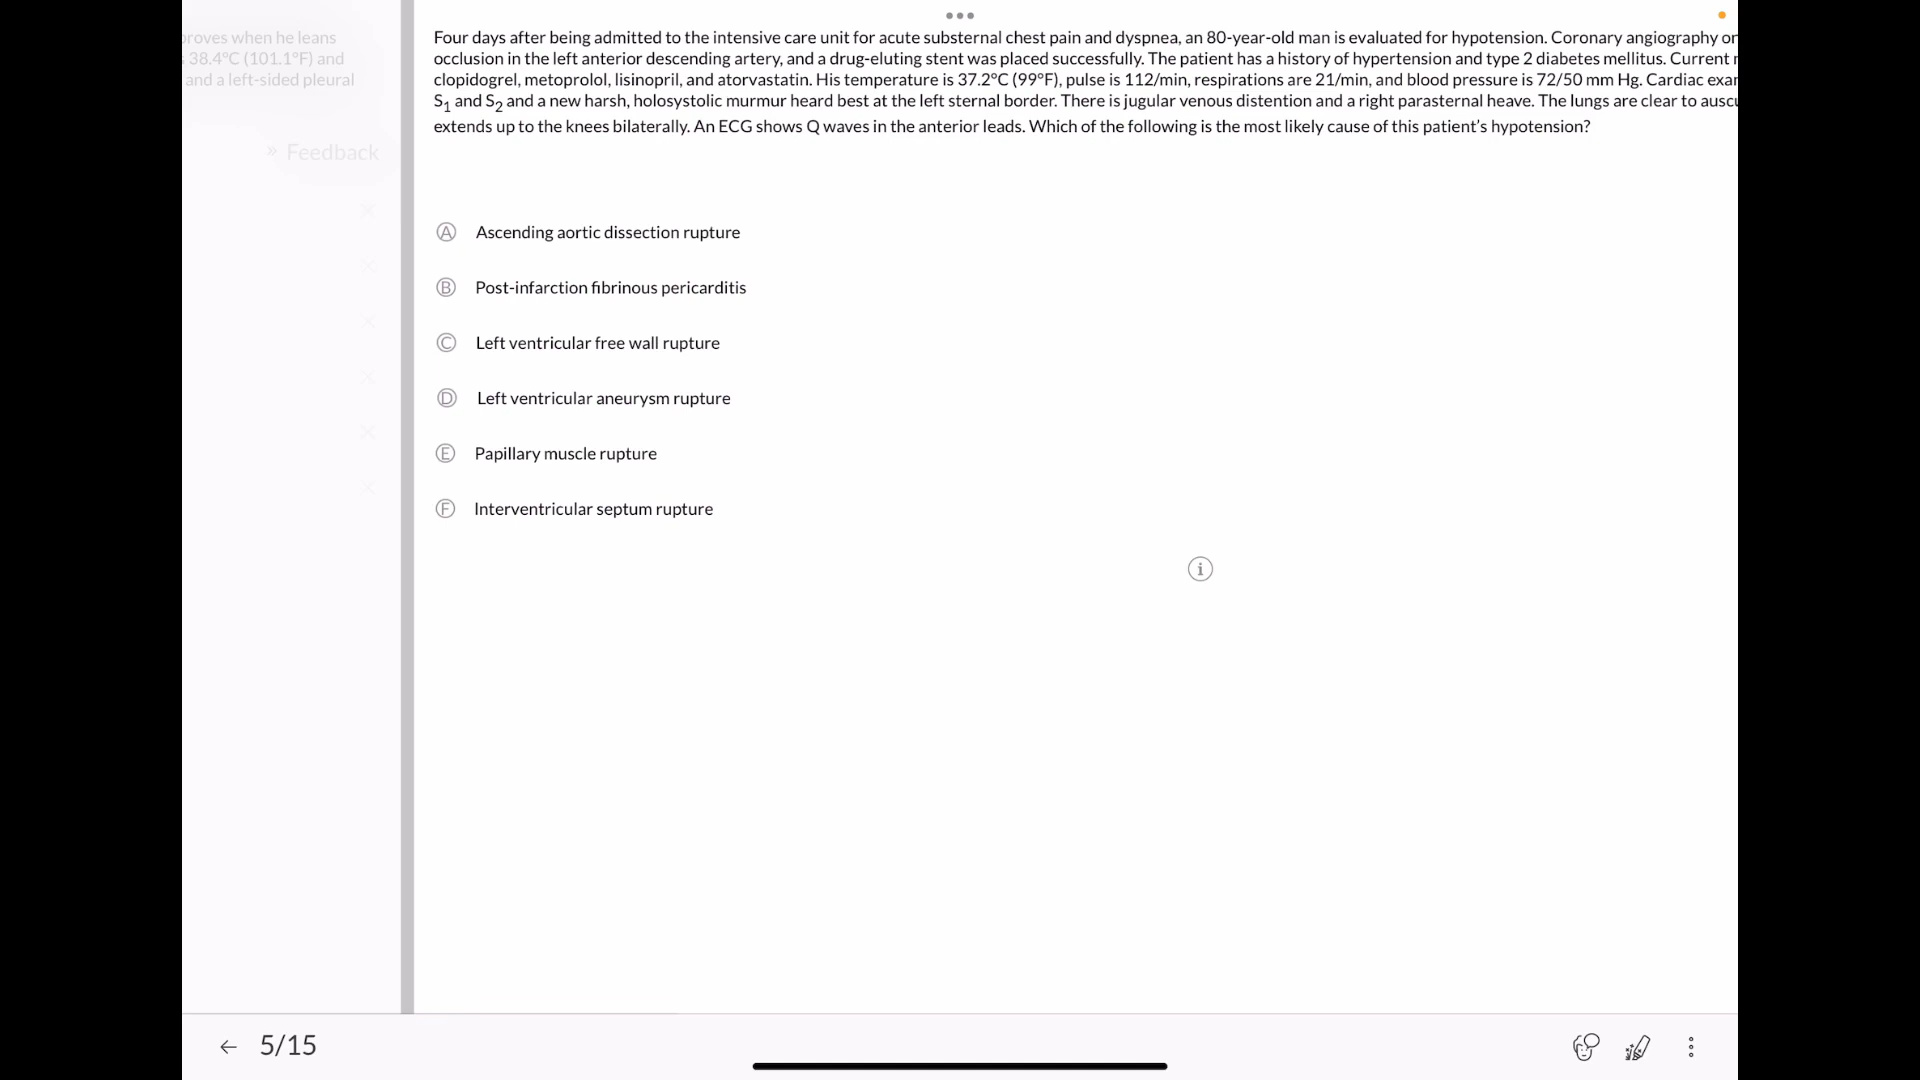 proves when he leans
38.4°C (101.1°F) and
and a left-sided pleural
» Feedback
Four days after being admitted to the intensive care unit for acute substernal chest pain and dyspnea, an 80-year-old man is evaluated for hypotension. Coronary angiography
occlusion in the left anterior descending artery, and a drug-eluting stent was placed successfully. The patient has a history of hypertension and type 2 diabetes mellitus. Current
clopidogrel, metoprolol, lisinopril, and atorvastatin. His temperature is 37.2°C (99°F), pulse is 112/min, respirations are 21/min, and blood pressure is 72/50 mm Hg. Cardiac
S1 and S2 and a new harsh, holosystolic murmur heard best at the left sternal border. There is jugular venous distention and a right parasternal heave. The lungs are clear to
extends up to the knees bilaterally. An ECG shows Q waves in the anterior leads. Which of the following is the most likely cause of this patient's hypotension?
A Ascending aortic dissection rupture
B Post-infarction fibrinous pericarditis
C Left ventricular free wall rupture
D Left ventricular aneurysm rupture
E Papillary muscle rupture
F Interventricular septum rupture
i
5/15